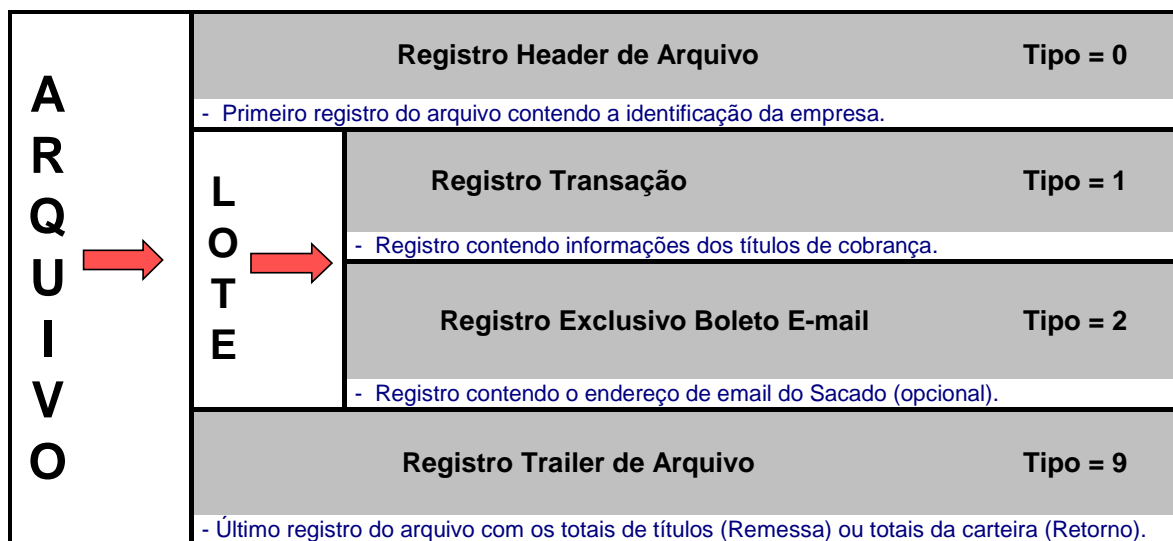 ARQUIVO
Registro Header de Arquivo Tipo = 0
- Primeiro registro do arquivo contendo a identificação da empresa.
LOTE
Registro Transação Tipo = 1
- Registro contendo informações dos títulos de cobrança.
Registro Exclusivo Boleto E-mail Tipo = 2
- Registro contendo o endereço de email do Sacado (opcional).
Registro Trailer de Arquivo Tipo = 9
- Último registro do arquivo com os totais de títulos (Remessa) ou totais da carteira (Retorno).